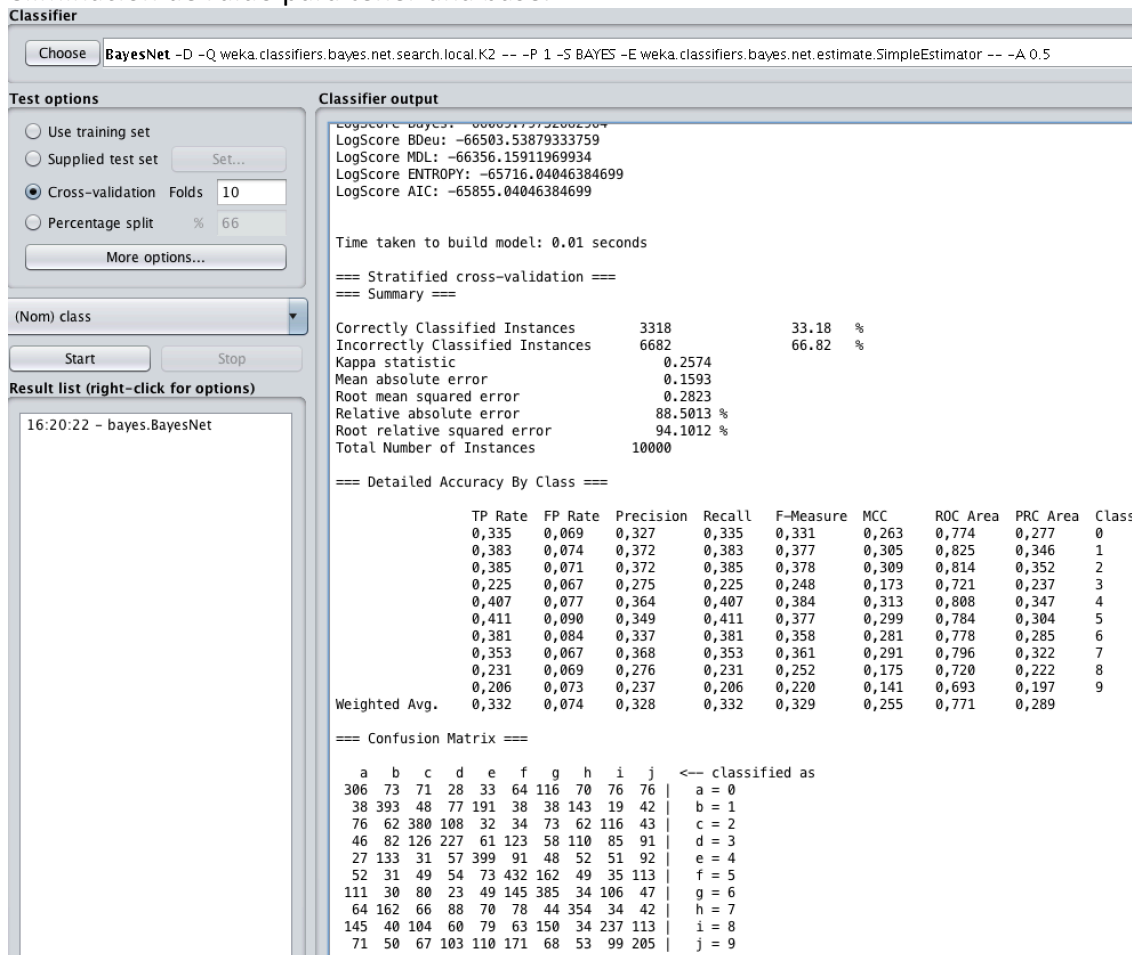 Classifier
Choose BayesNet -D -Q weka.classifiers.bayes.net.search.local.K2 -- -P 1 -S BAYES -E weka.classifiers.bayes.net.estimate.SimpleEstimator -- -A 0.5
Test options
Use training set
Supplied test set Set...
Cross-validation Folds 10
Percentage split % 66
More options...
(Nom) class
Start Stop
Result list (right-click for options)
16:20:22 - bayes.BayesNet
Classifier output
LogScore BDeu: -66503.53879333759
LogScore MDL: -66356.15911969934
LogScore ENTROPY: -65716.04046384699
LogScore AIC: -65855.04046384699
Time taken to build model: 0.01 seconds
=== Stratified cross-validation ===
=== Summary ===
Correctly Classified Instances 3318 33.18 %
Incorrectly Classified Instances 6682 66.82 %
Kappa statistic 0.2574
Mean absolute error 0.1593
Root mean squared error 0.2823
Relative absolute error 88.5013 %
Root relative squared error 94.1012 %
Total Number of Instances 10000
=== Detailed Accuracy By Class ===
TP Rate FP Rate Precision Recall F-Measure MCC ROC Area PRC Area Class
0,335 0,069 0,327 0,335 0,331 0,263 0,774 0,277 0
0,383 0,074 0,372 0,383 0,377 0,305 0,825 0,346 1
0,385 0,071 0,372 0,385 0,378 0,309 0,814 0,352 2
0,225 0,067 0,275 0,225 0,248 0,173 0,721 0,237 3
0,407 0,077 0,364 0,407 0,384 0,313 0,808 0,347 4
0,411 0,090 0,349 0,411 0,377 0,299 0,784 0,304 5
0,381 0,084 0,337 0,381 0,358 0,281 0,778 0,285 6
0,353 0,067 0,368 0,353 0,361 0,291 0,796 0,322 7
0,231 0,069 0,276 0,231 0,252 0,175 0,720 0,222 8
0,206 0,073 0,237 0,206 0,220 0,141 0,693 0,197 9
Weighted Avg. 0,332 0,074 0,328 0,332 0,329 0,255 0,771 0,289
=== Confusion Matrix ===
a b c d e f g h i j <-- classified as
306 73 71 28 33 64 116 70 76 76 | a = 0
38 393 48 77 191 38 38 143 19 42 | b = 1
76 62 380 108 32 34 73 62 116 43 | c = 2
46 82 126 227 61 123 58 110 85 91 | d = 3
27 133 31 57 399 91 48 52 51 92 | e = 4
52 31 49 54 73 432 162 49 35 113 | f = 5
111 30 80 23 49 145 385 34 106 47 | g = 6
64 162 66 88 70 78 44 354 34 42 | h = 7
145 40 104 60 79 63 150 34 237 113 | i = 8
71 50 67 103 110 171 68 53 99 205 | j = 9